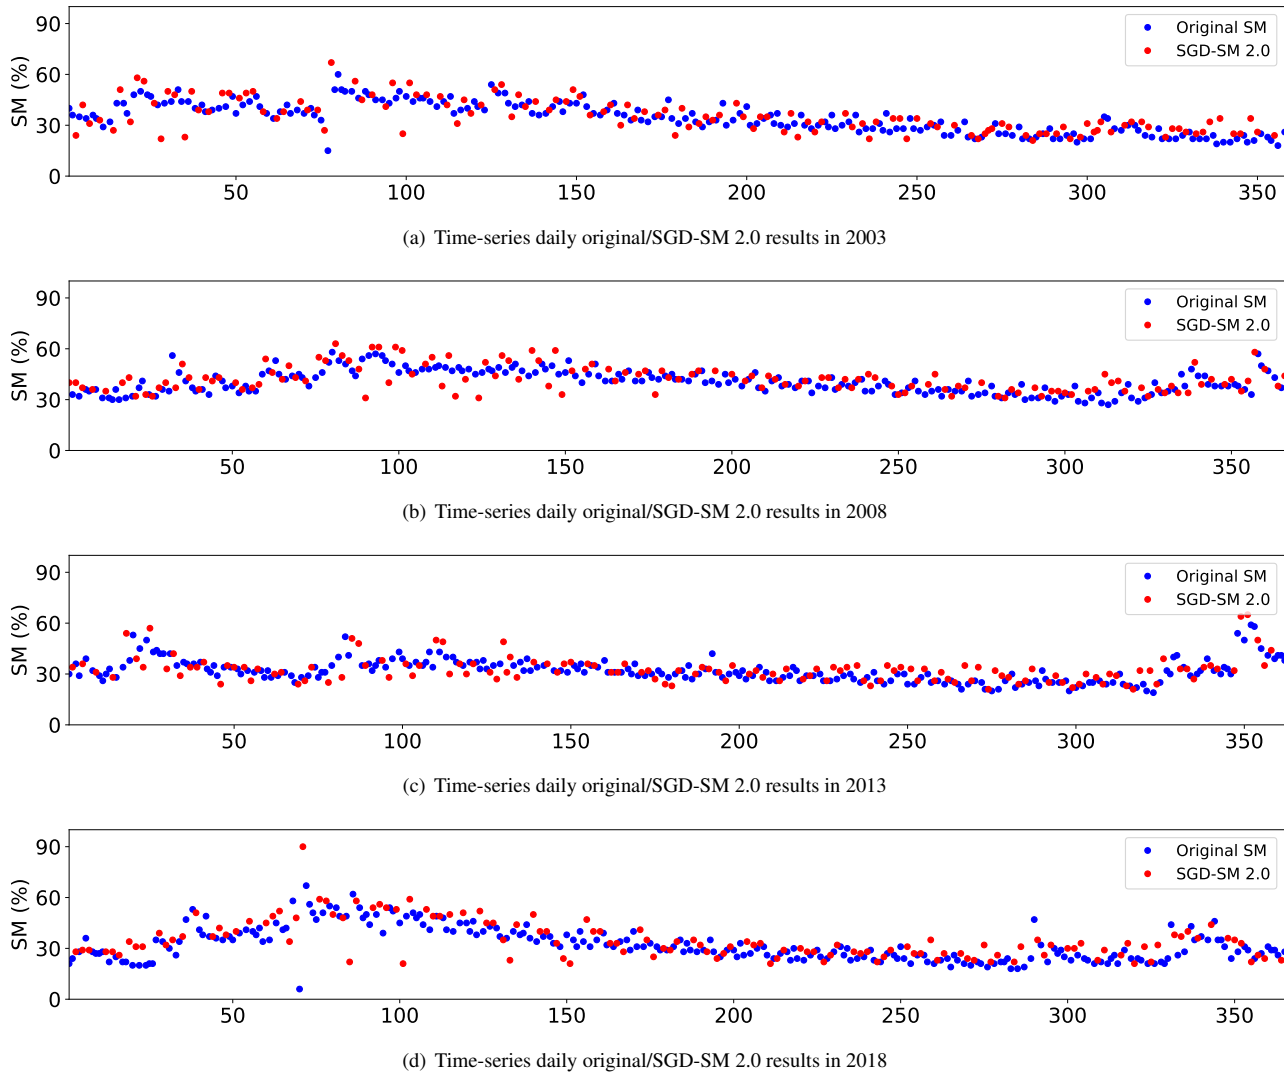 90
60
30
0
SM (%)
Original SM
SGD-SM 2.0
50 100 150 200 250 300 350
(a) Time-series daily original/SGD-SM 2.0 results in 2003
90
60
30
0
SM (%)
Original SM
SGD-SM 2.0
50 100 150 200 250 300 350
(b) Time-series daily original/SGD-SM 2.0 results in 2008
90
60
30
0
SM (%)
Original SM
SGD-SM 2.0
50 100 150 200 250 300 350
(c) Time-series daily original/SGD-SM 2.0 results in 2013
90
60
30
0
SM (%)
Original SM
SGD-SM 2.0
50 100 150 200 250 300 350
(d) Time-series daily original/SGD-SM 2.0 results in 2018